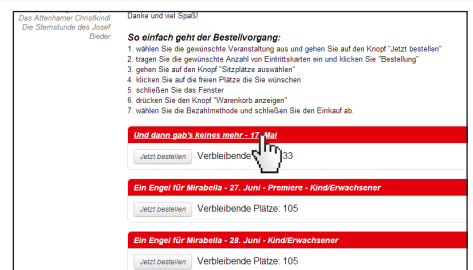 Das Attenhamer Christkindl
Die Sternstunde des Josef
Bieder
Danke und viel Spaß!
So einfach geht der Bestellvorgang:
1. wählen Sie die gewünschte Veranstaltung aus und gehen Sie auf den Knopf "Jetzt bestellen"
2. tragen Sie die gewünschte Anzahl von Eintrittskarten ein und klicken Sie "Bestellung"
3. gehen Sie auf den Knopf "Sitzplätze auswählen"
4. klicken Sie auf die freien Plätze die Sie wünschen
5. schließen Sie das Fenster
6. drücken Sie den Knopf "Warenkorb anzeigen"
7. wählen Sie die Bezahlmethode und schließen Sie den Einkauf ab.
Und dann gab's keines mehr - 17. Mai
Jetzt bestellen Verbleibende 33
Ein Engel für Mirabella - 27. Juni - Premiere - Kind/Erwachsener
Jetzt bestellen Verbleibende Plätze: 105
Ein Engel für Mirabella - 28. Juni - Kind/Erwachsener
Jetzt bestellen Verbleibende Plätze: 105